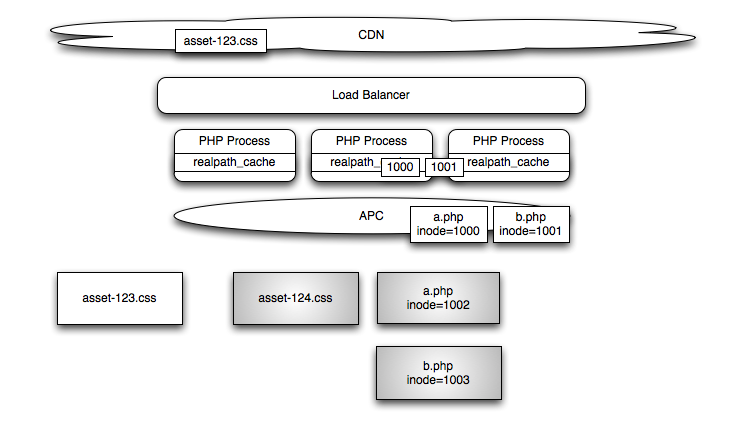 CDN
asset-123.css
Load Balancer
PHP Process
realpath_cache
PHP Process
realpath_
1000
1001
PHP Process
realpath_cache
APC
a.php
inode=1000
b.php
inode=1001
asset-123.css
asset-124.css
a.php
inode=1002
b.php
inode=1003